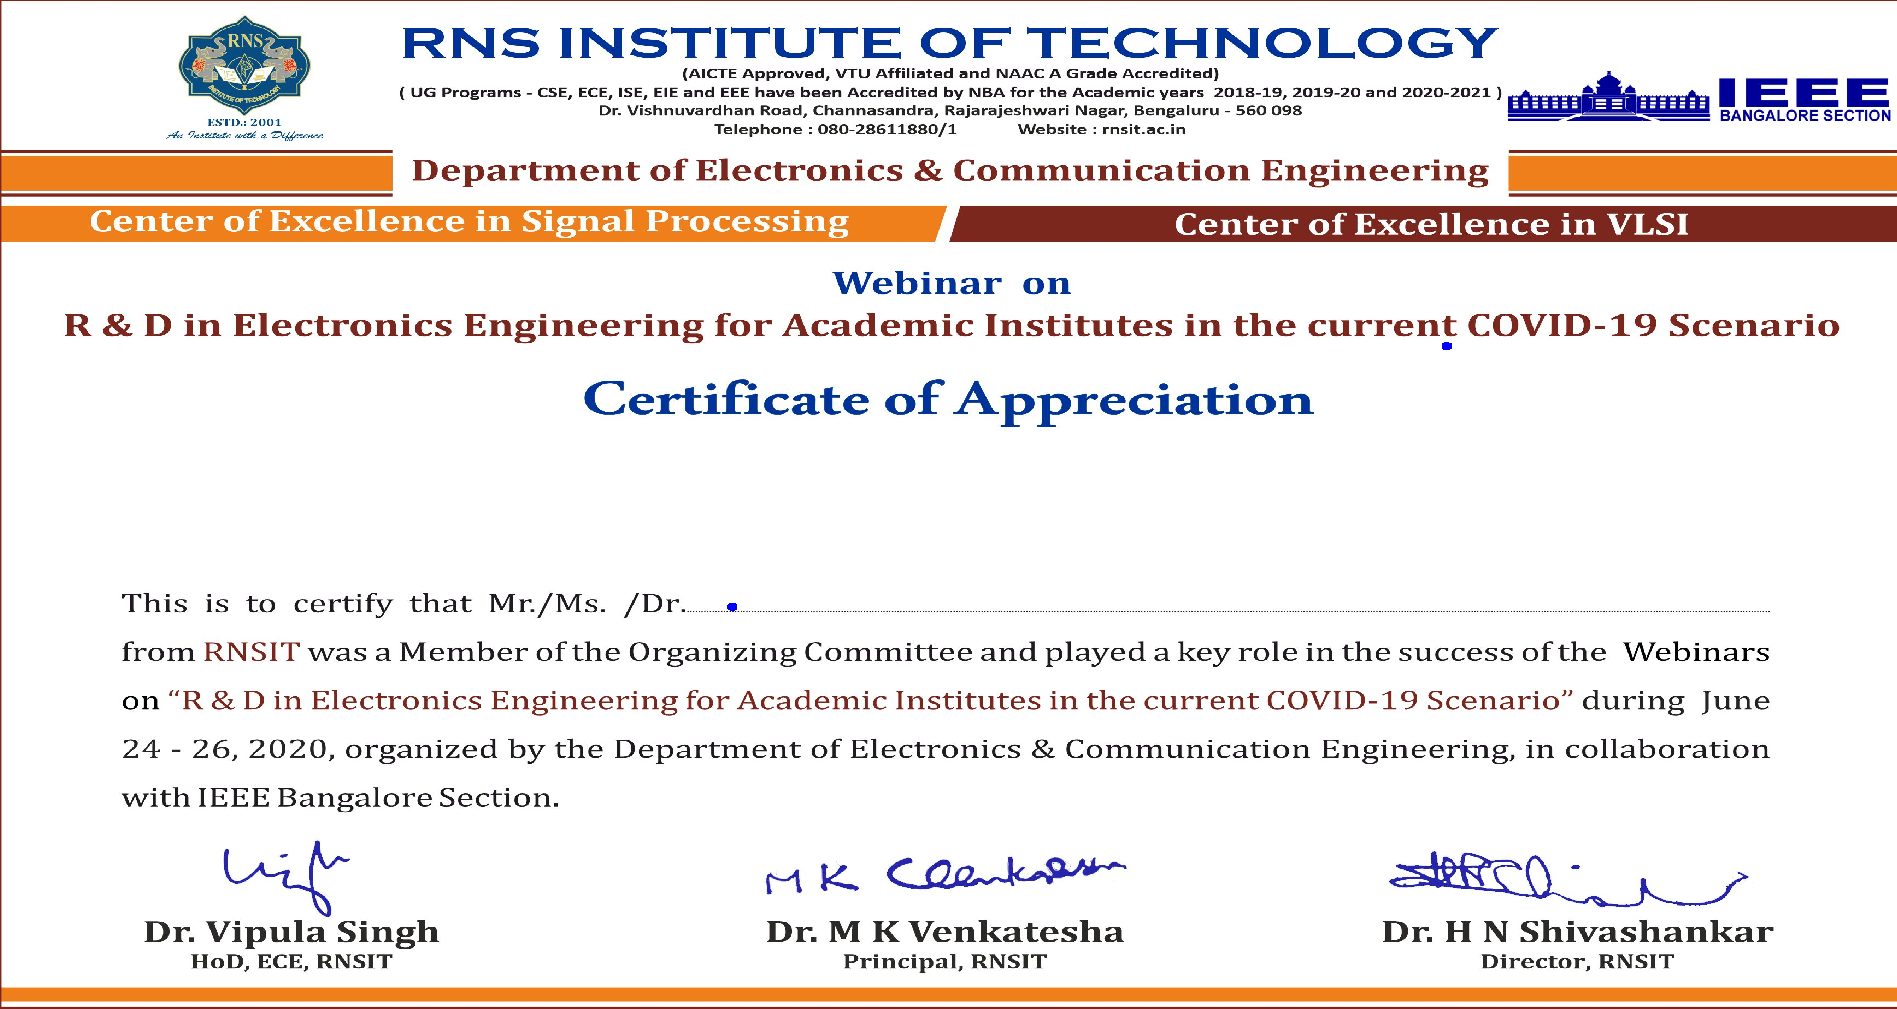 RNS
INSTITUTE OF TECHNOLOGY
ESTD.: 2001
An Institute with a Difference
RNS INSTITUTE OF TECHNOLOGY
(AICTE Approved, VTU Affiliated and NAAC A Grade Accredited)
( UG Programs - CSE, ECE, ISE, EIE and EEE have been Accredited by NBA for the Academic years 2018-19, 2019-20 and 2020-2021 )
Dr. Vishnuvardhan Road, Channasandra, Rajarajeshwari Nagar, Bengaluru - 560 098
Telephone : 080-28611880/1 Website : rnsit.ac.in
IEEE
BANGALORE SECTION
Department of Electronics & Communication Engineering
Center of Excellence in Signal Processing
Center of Excellence in VLSI
Webinar on
R & D in Electronics Engineering for Academic Institutes in the current COVID-19 Scenario
Certificate of Appreciation
This is to certify that Mr./Ms. /Dr.
from RNSIT was a Member of the Organizing Committee and played a key role in the success of the Webinars
on “R & D in Electronics Engineering for Academic Institutes in the current COVID-19 Scenario” during June
24 - 26, 2020, organized by the Department of Electronics & Communication Engineering, in collaboration
with IEEE Bangalore Section.
M K
Dr. Vipula Singh
HoD, ECE, RNSIT
Dr. M K Venkatesha
Principal, RNSIT
Dr. H N Shivashankar
Director, RNSIT